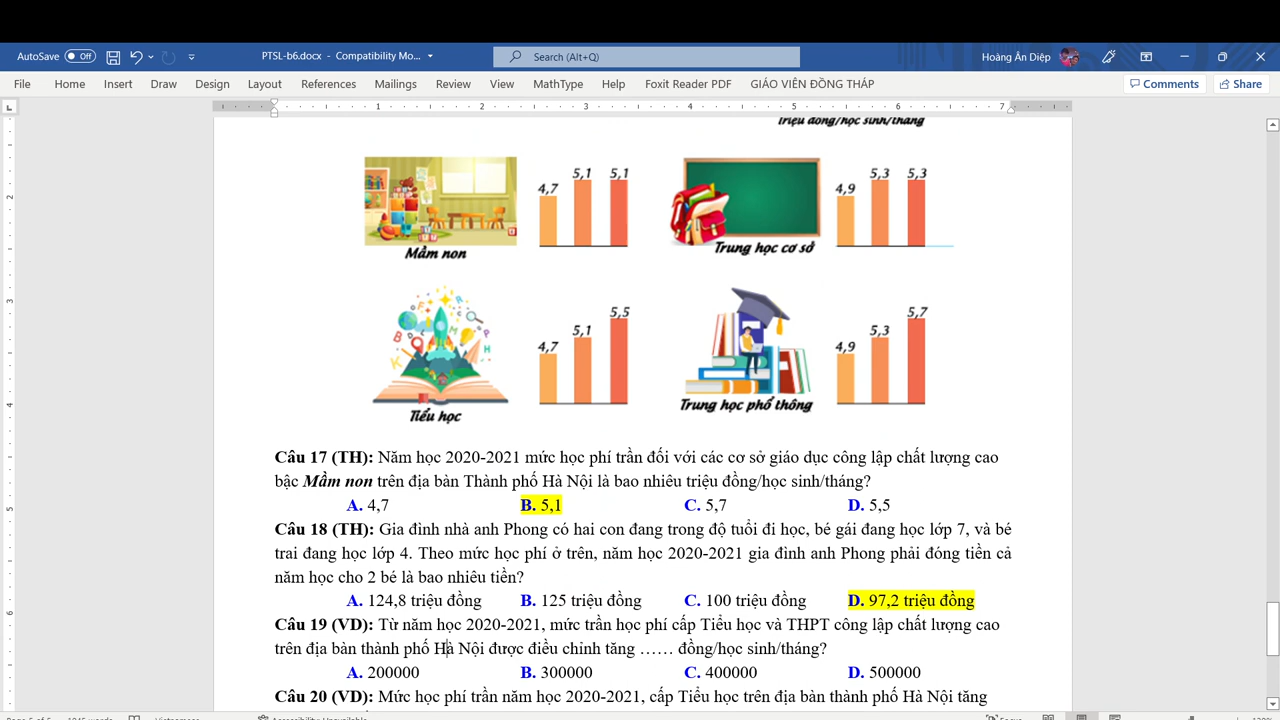 AutoSave Off PTSL-b6.docx - Compatibility Mo... Search (Alt+Q) Hoàng Ân Diệp
File Home Insert Draw Design Layout References Mailings Review View MathType Help Foxit Reader PDF GIÁO VIÊN ĐỒNG THÁP Comments Share
1 2 3 4 5 6 7
Triệu đồng/học sinh/tháng
4,7 5,1 5,1
Mầm non
4,9 5,3 5,3
Trung học cơ sở
4,7 5,1 5,5
Tiểu học
4,9 5,3 5,7
Trung học phổ thông
Câu 17 (TH): Năm học 2020-2021 mức học phí trần đối với các cơ sở giáo dục công lập chất lượng cao
bậc Mầm non trên địa bàn Thành phố Hà Nội là bao nhiêu triệu đồng/học sinh/tháng?
A. 4,7 B. 5,1 C. 5,7 D. 5,5
Câu 18 (TH): Gia đình nhà anh Phong có hai con đang trong độ tuổi đi học, bé gái đang học lớp 7, và bé
trai đang học lớp 4. Theo mức học phí ở trên, năm học 2020-2021 gia đình anh Phong phải đóng tiền cả
năm học cho 2 bé là bao nhiêu tiền?
A. 124,8 triệu đồng B. 125 triệu đồng C. 100 triệu đồng D. 97,2 triệu đồng
Câu 19 (VD): Từ năm học 2020-2021, mức trần học phí cấp Tiểu học và THPT công lập chất lượng cao
trên địa bàn thành phố Hà Nội được điều chỉnh tăng …… đồng/học sinh/tháng?
A. 200000 B. 300000 C. 400000 D. 500000
Câu 20 (VD): Mức học phí trần năm học 2020-2021, cấp Tiểu học trên địa bàn thành phố Hà Nội tăng